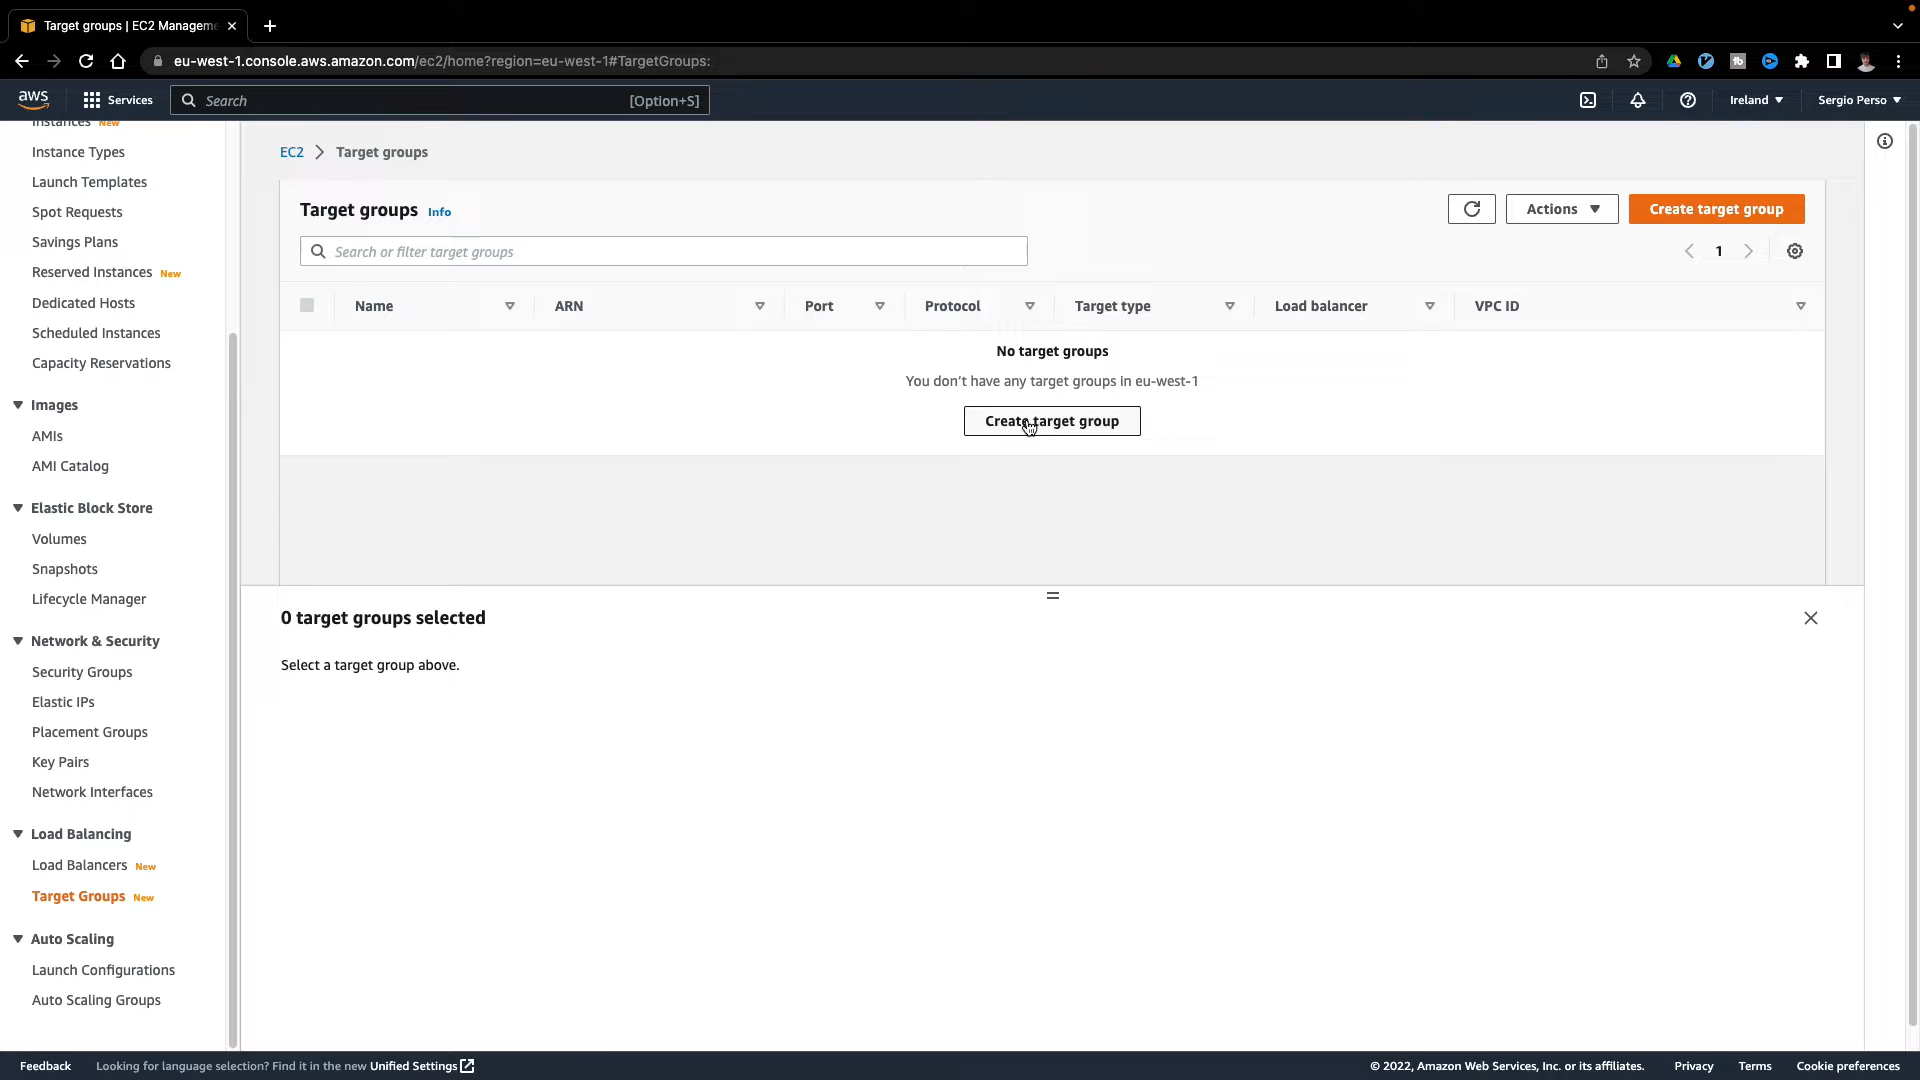 Target groups | EC2 Manageme
eu-west-1.console.aws.amazon.com/ec2/home?region=eu-west-1#TargetGroups:
aws
Services
Search
[Option+S]
Ireland
Sergio Perso
Instances New
Instance Types
Launch Templates
Spot Requests
Savings Plans
Reserved Instances New
Dedicated Hosts
Scheduled Instances
Capacity Reservations
Images
AMIs
AMI Catalog
Elastic Block Store
Volumes
Snapshots
Lifecycle Manager
Network & Security
Security Groups
Elastic IPs
Placement Groups
Key Pairs
Network Interfaces
Load Balancing
Load Balancers New
Target Groups New
Auto Scaling
Launch Configurations
Auto Scaling Groups
EC2 > Target groups
Target groups Info
Actions
Create target group
Search or filter target groups
1
Name
ARN
Port
Protocol
Target type
Load balancer
VPC ID
No target groups
You don't have any target groups in eu-west-1
Create target group
0 target groups selected
Select a target group above.
Feedback
Looking for language selection? Find it in the new Unified Settings
© 2022, Amazon Web Services, Inc. or its affiliates.
Privacy
Terms
Cookie preferences